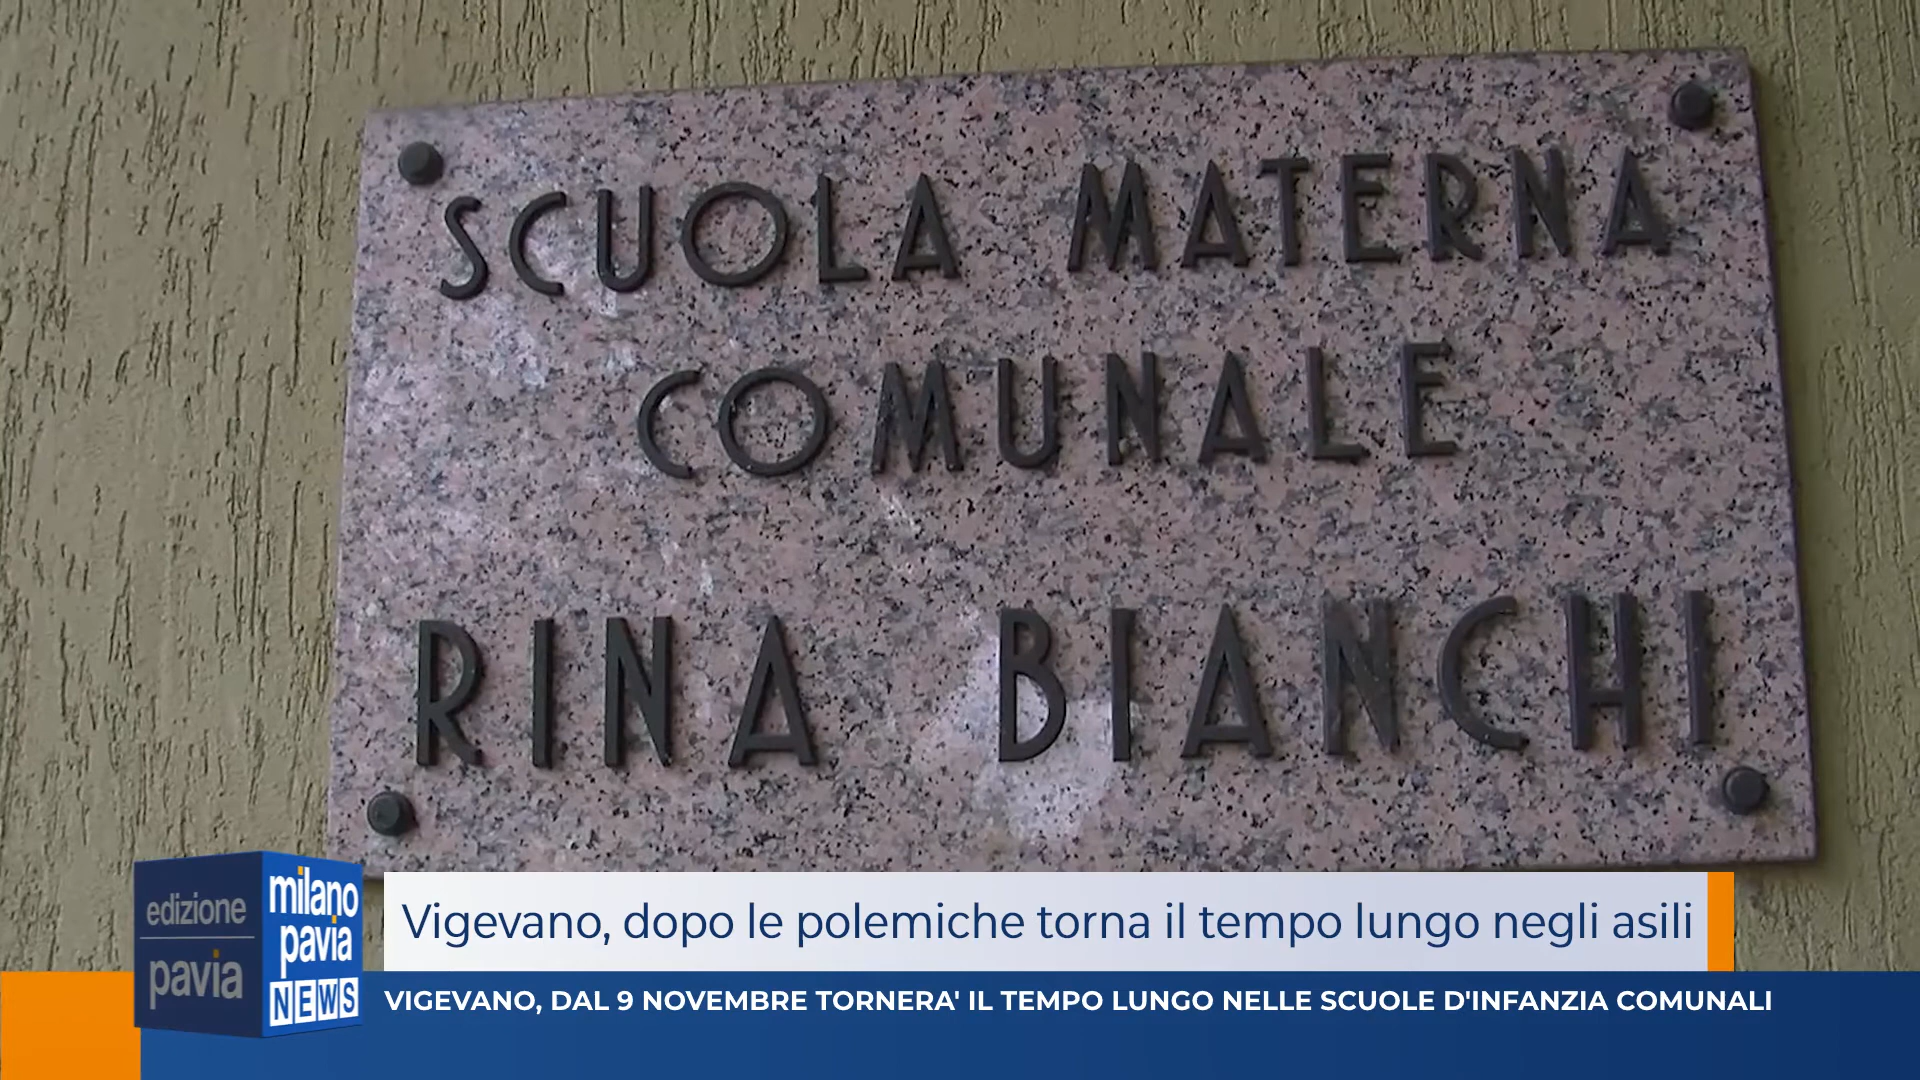 SCUOLA MATERNA
COMUNALE
RINA BIANCHI
edizione
pavia
milano
pavia
NEWS
Vigevano, dopo le polemiche torna il tempo lungo negli asili
VIGEVANO, DAL 9 NOVEMBRE TORNERA' IL TEMPO LUNGO NELLE SCUOLE D'INFANZIA COMUNALI